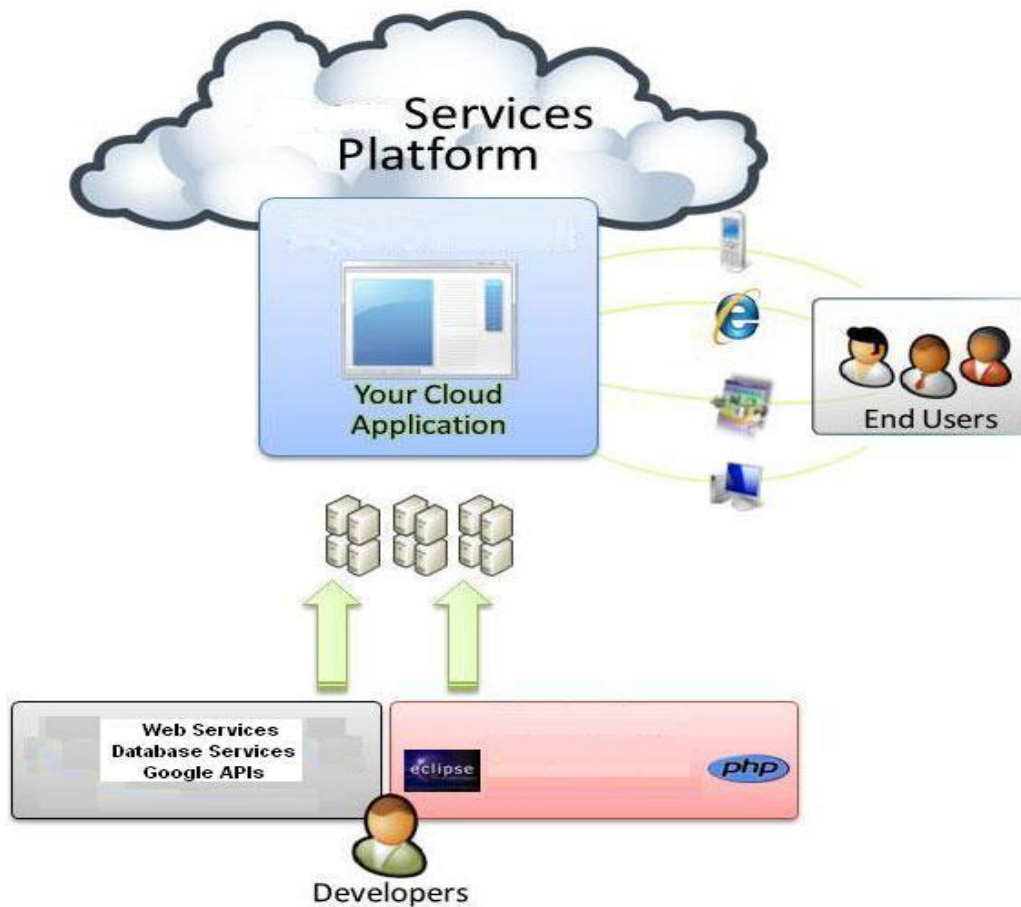 Services
Platform
Your Cloud
Application
End Users
Web Services
Database Services
Google APIs
eclipse
php
Developers